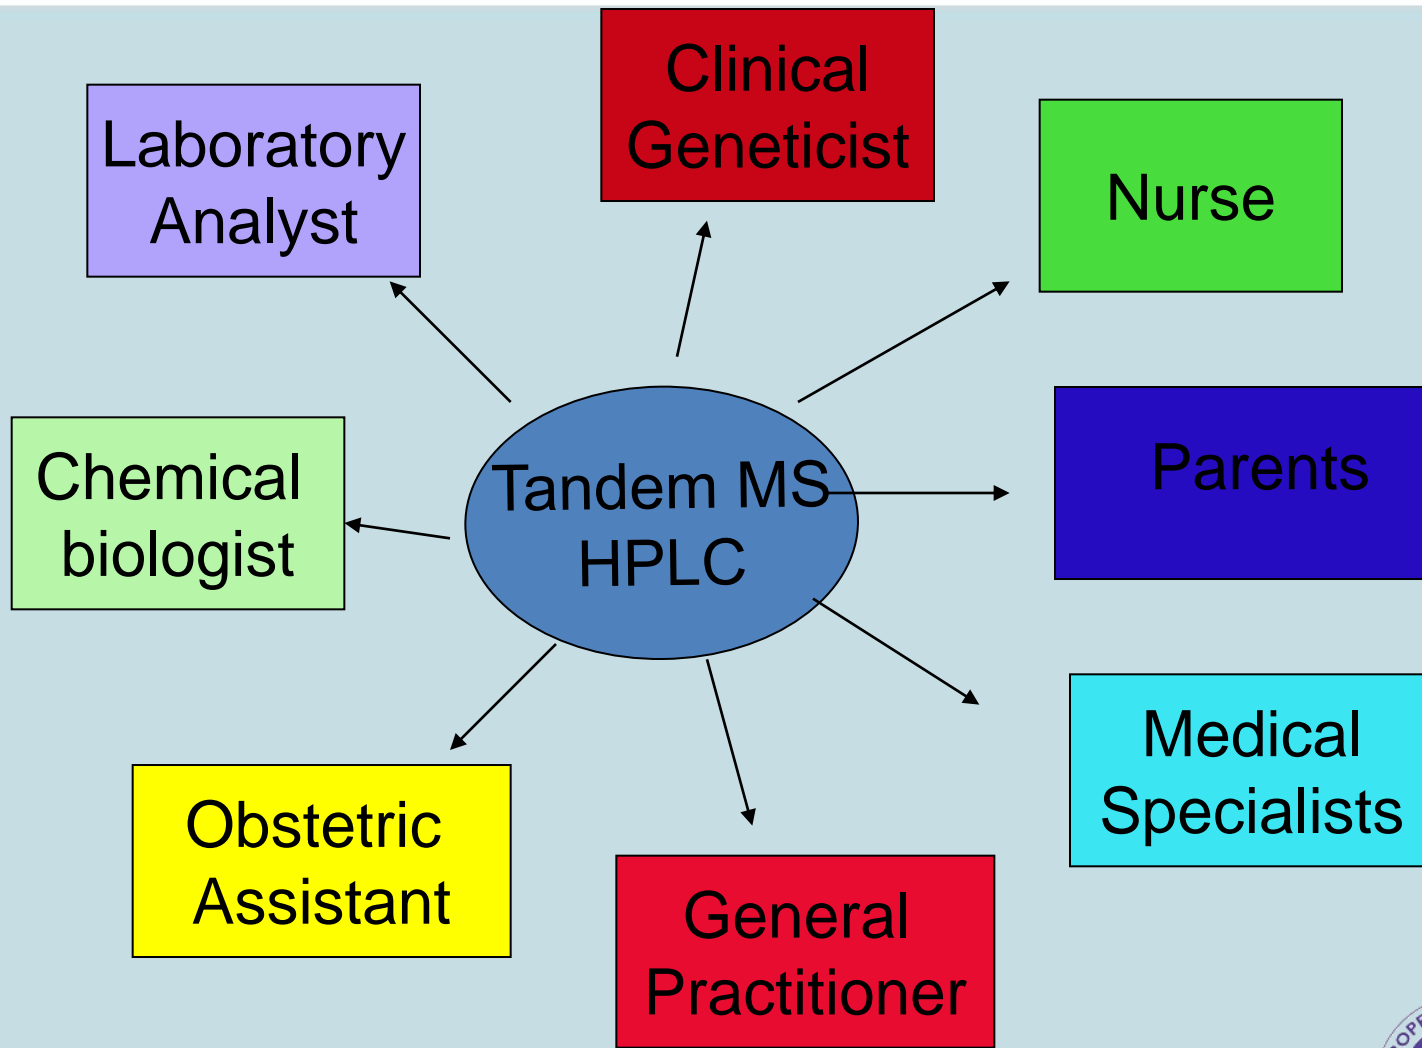 Clinical
Geneticist
Laboratory
Analyst
Nurse
Chemical
biologist
Tandem MS
HPLC
Parents
Medical
Specialists
Obstetric
Assistant
General
Practitioner